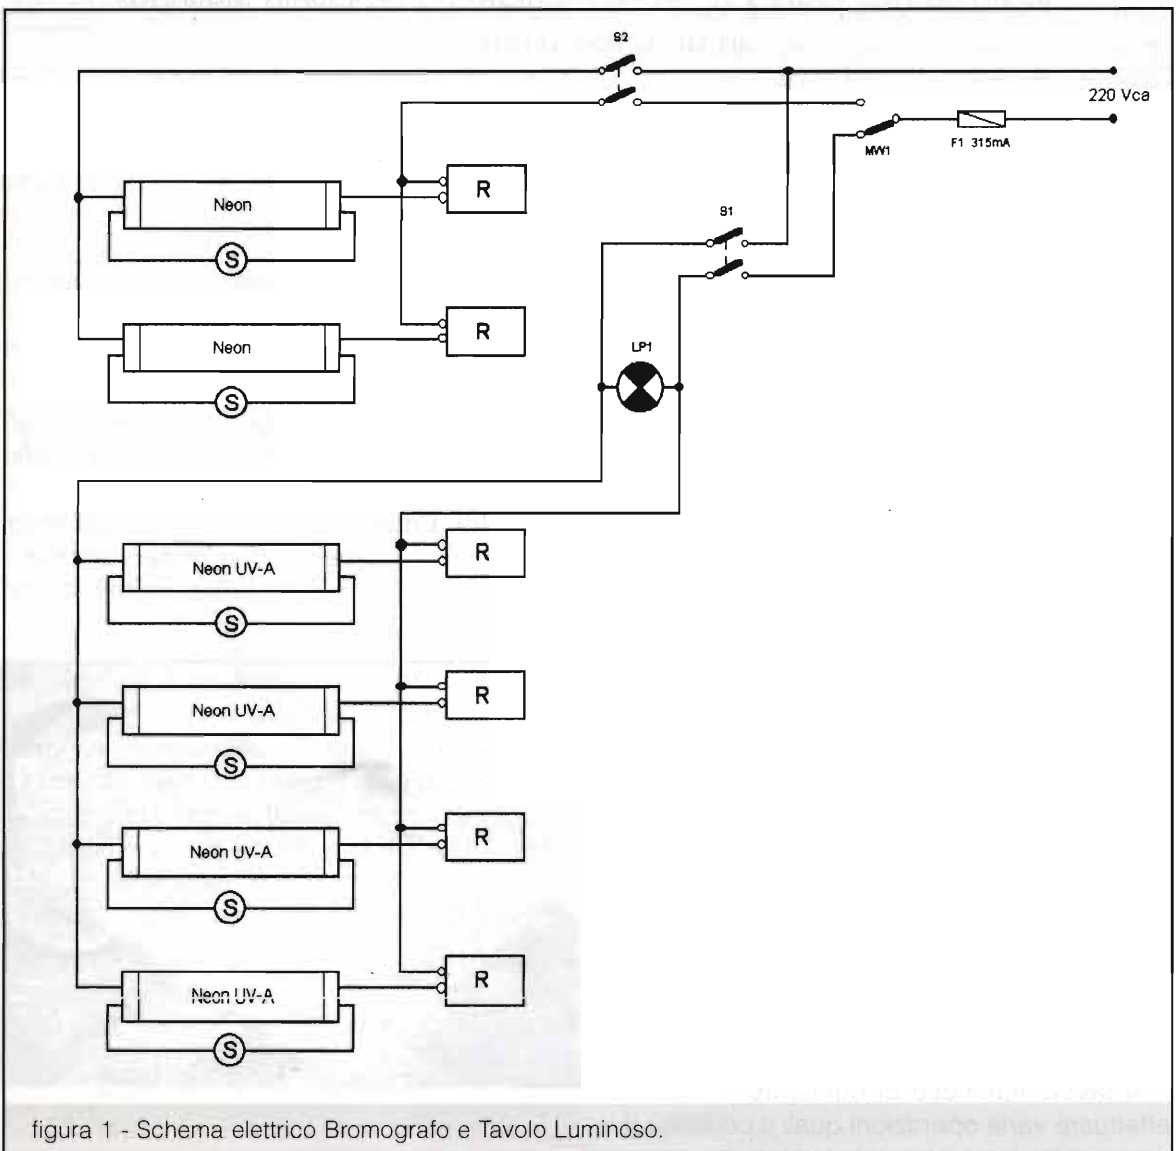 S2
220 Vca
MW1
F1 315mA
R
Neon
S
S1
R
Neon
S
LP1
R
Neon UV-A
S
R
Neon UV-A
S
R
Neon UV-A
S
R
Neon UV-A
S
figura 1 - Schema elettrico Bromografo e Tavolo Luminoso.